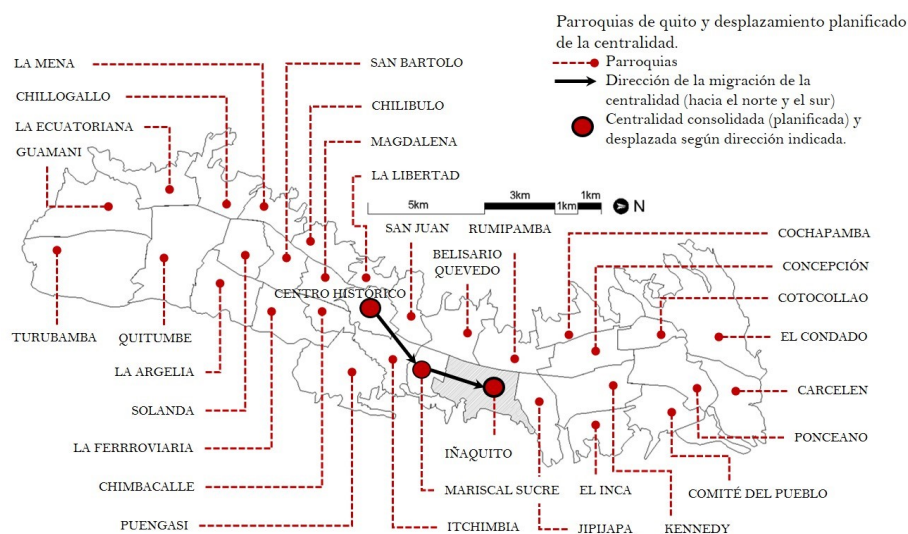 Parroquias de quito y desplazamiento planificado
de la centralidad.
Parroquias
Dirección de la migración de la
centralidad (hacia el norte y el sur)
Centralidad consolidada (planificada) y
desplazada según dirección indicada.
LA MENA
SAN BARTOLO
CHILLOGALLO
CHILIBULO
LA ECUATORIANA
MAGDALENA
GUAMANI
LA LIBERTAD
5km
3km
1km
1km
N
SAN JUAN
RUMIPAMBA
COCHAPAMBA
BELISARIO
QUEVEDO
CONCEPCIÓN
CENTRO HISTÓRICO
COTOCOLLAO
TURUBAMBA
QUITUMBE
EL CONDADO
LA ARGELIA
CARCELEN
SOLANDA
PONCEANO
LA FERRROVIARIA
IÑAQUITO
CHIMBACALLE
MARISCAL SUCRE
EL INCA
COMITÉ DEL PUEBLO
PUENGASI
ITCHIMBIA
JIPIJAPA
KENNEDY